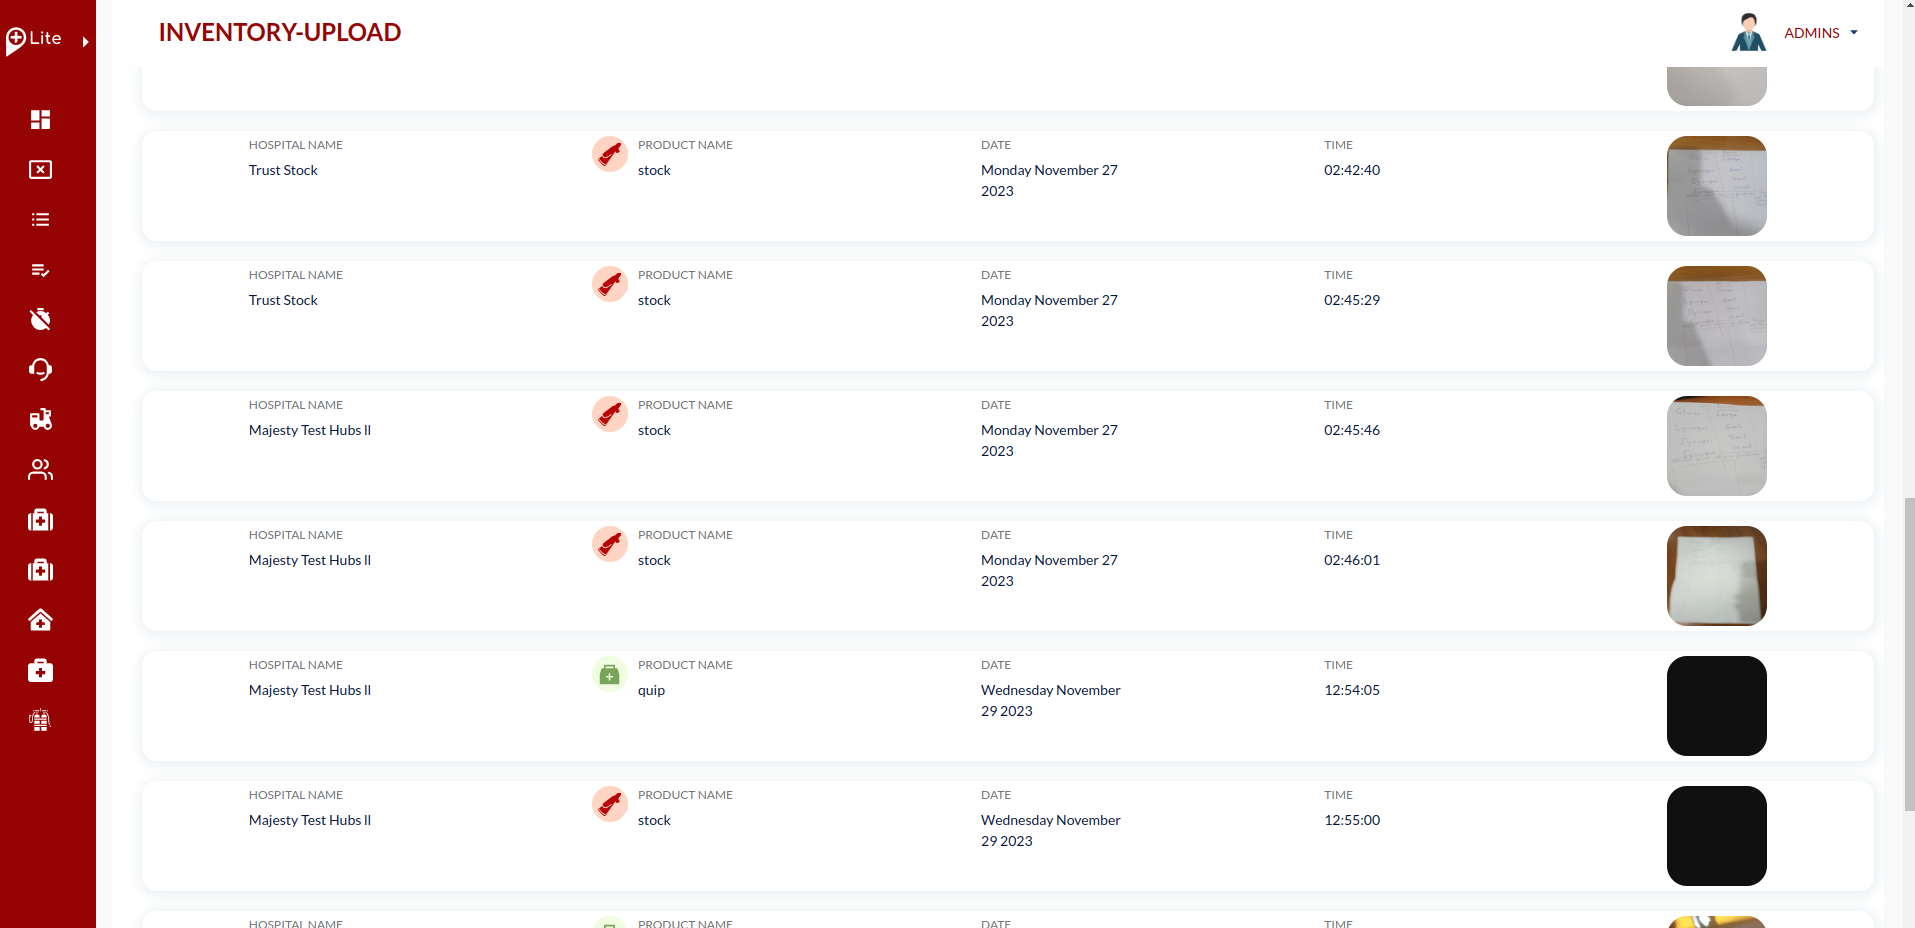 Lite
INVENTORY-UPLOAD
ADMINS
HOSPITAL NAME PRODUCT NAME DATE TIME
Trust Stock stock Monday November 27 02:42:40
2023
HOSPITAL NAME PRODUCT NAME DATE TIME
Trust Stock stock Monday November 27 02:45:29
2023
HOSPITAL NAME PRODUCT NAME DATE TIME
Majesty Test Hubs II stock Monday November 27 02:45:46
2023
HOSPITAL NAME PRODUCT NAME DATE TIME
Majesty Test Hubs II stock Monday November 27 02:46:01
2023
HOSPITAL NAME PRODUCT NAME DATE TIME
Majesty Test Hubs II quip Wednesday November 12:54:05
29 2023
HOSPITAL NAME PRODUCT NAME DATE TIME
Majesty Test Hubs II stock Wednesday November 12:55:00
29 2023
HOSPITAL NAME PRODUCT NAME DATE TIME